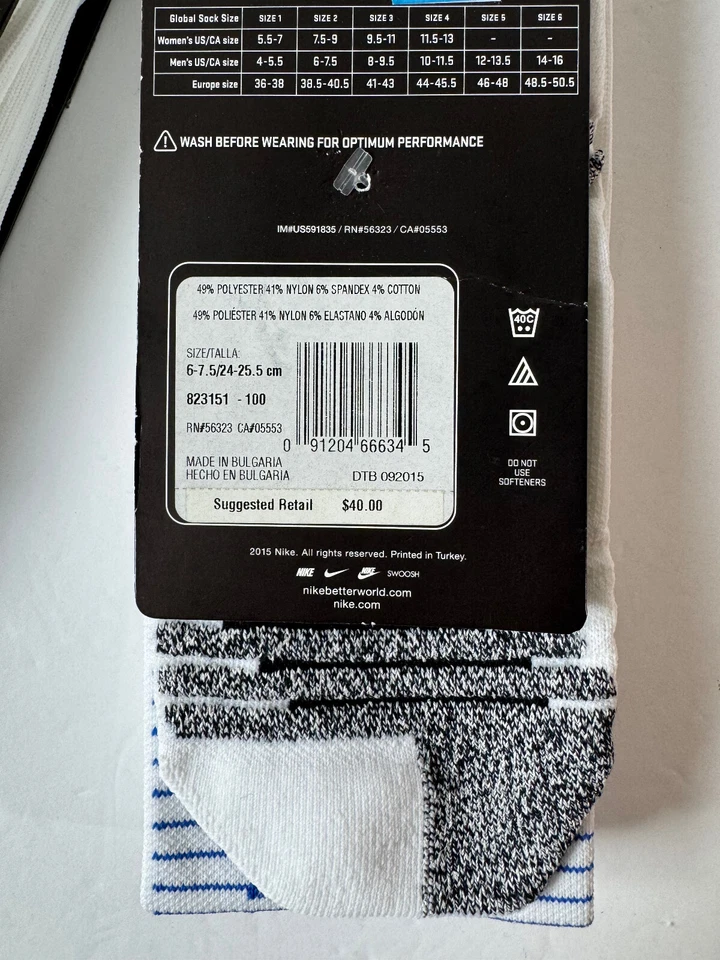 Global Sock Size SIZE 1 SIZE 2 SIZE 3 SIZE 4 SIZE 5 SIZE 6
Women's US/CA size 5.5-7 7.5-9 9.5-11 11.5-13 - -
Men's US/CA size 4-5.5 6-7.5 8-9.5 10-11.5 12-13.5 14-16
Europe size 36-38 38.5-40.5 41-43 44-45.5 46-48 48.5-50.5
WASH BEFORE WEARING FOR OPTIMUM PERFORMANCE
IM#US591835 / RN#56323 / CA#05553
49% POLYESTER 41% NYLON 6% SPANDEX 4% COTTON
49% POLIÉSTER 41% NYLON 6% ELASTANO 4% ALGODÓN
SIZE/TALLA:
6-7.5/24-25.5 cm
823151 - 100
RN#56323 CA#05553
0 91204 66634 5
MADE IN BULGARIA
HECHO EN BULGARIA
DTB 092015
Suggested Retail $40.00
40C
DO NOT
USE
SOFTENERS
2015 Nike. All rights reserved. Printed in Turkey.
NIKE NIKE SWOOSH
nikebetterworld.com
nike.com